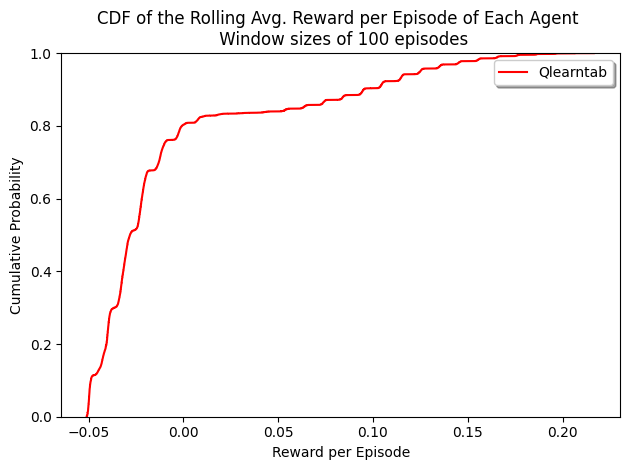 CDF of the Rolling Avg. Reward per Episode of Each Agent
Window sizes of 100 episodes
Qlearntab
Cumulative Probability
1.0
0.8
0.6
0.4
0.2
0.0
−0.05 0.00 0.05 0.10 0.15 0.20
Reward per Episode